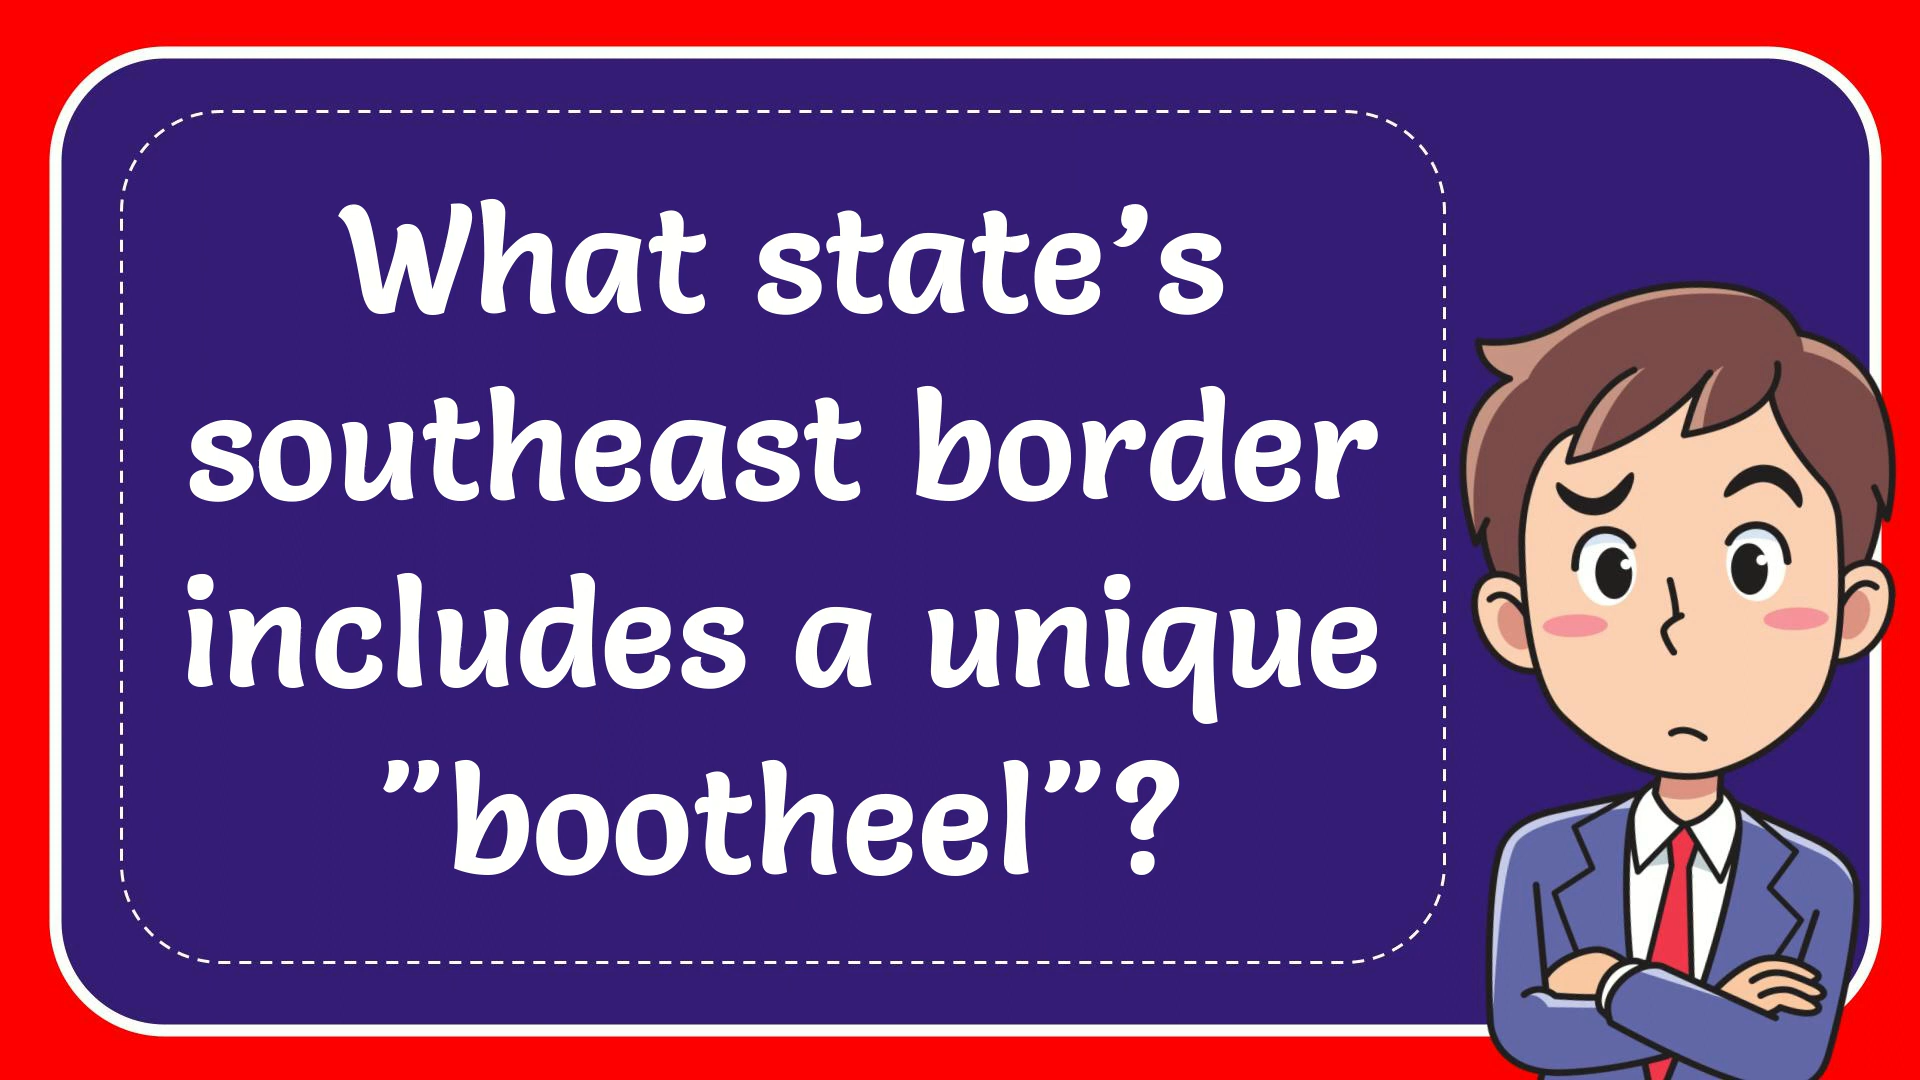 What state’s
southeast border
includes a unique
”bootheel”?